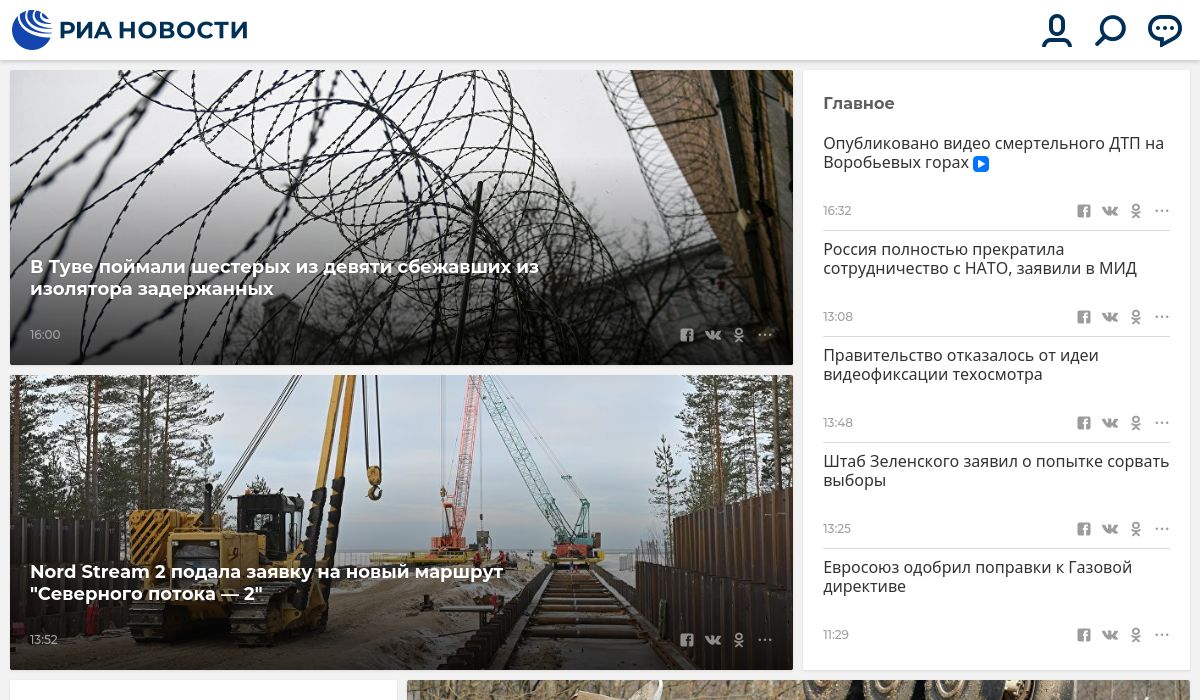 РИА НОВОСТИ
В Туве поймали шестерых из девяти сбежавших из
изолятора задержанных
16:00
Nord Stream 2 подала заявку на новый маршрут
"Северного потока — 2"
13:52
Главное
Опубликовано видео смертельного ДТП на
Воробьевых горах
16:32
Россия полностью прекратила
сотрудничество с НАТО, заявили в МИД
13:08
Правительство отказалось от идеи
видеофиксации техосмотра
13:48
Штаб Зеленского заявил о попытке сорвать
выборы
13:25
Евросоюз одобрил поправки к Газовой
директиве
11:29